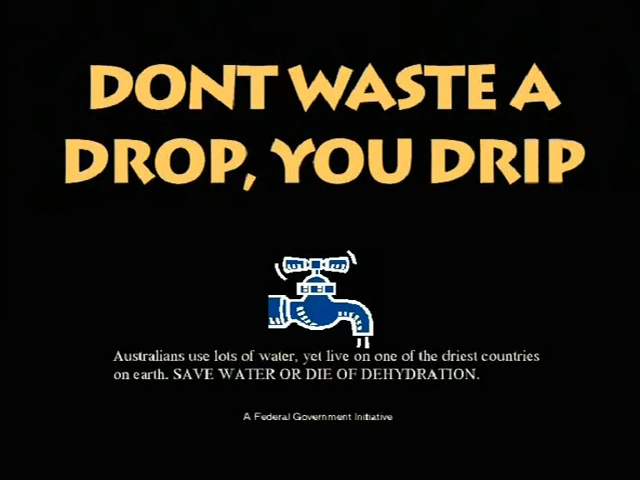 DONT WASTE A
DROP, YOU DRIP
Australians use lots of water, yet live on one of the driest countries
on earth. SAVE WATER OR DIE OF DEHYDRATION.
A Federal Government Initiative